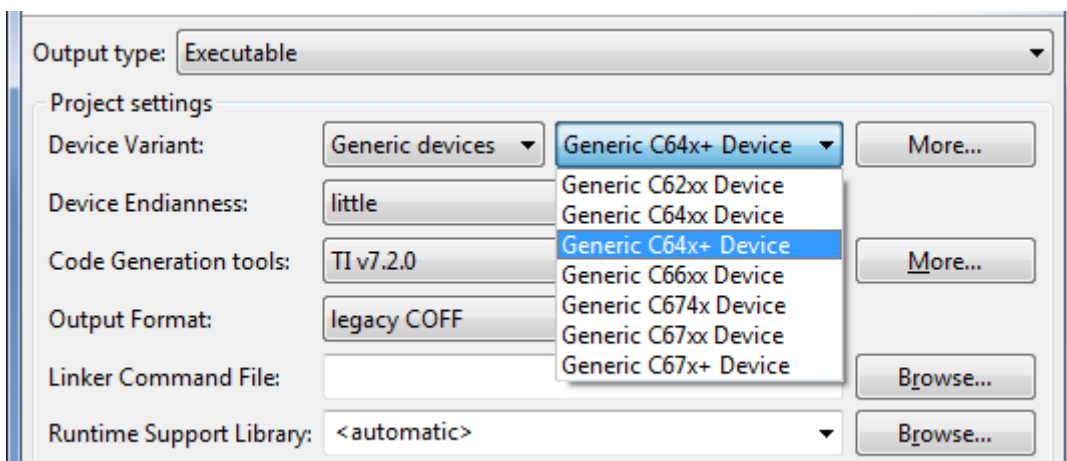 Output type: Executable
Project settings
Device Variant: Generic devices Generic C64x+ Device More...
Generic C62xx Device
Device Endianness: little
Generic C64xx Device
Generic C64x+ Device
Code Generation tools: TI v7.2.0 More...
Generic C66xx Device
Generic C674x Device
Output Format: legacy COFF
Generic C67xx Device
Generic C67x+ Device
Linker Command File: Browse...
Runtime Support Library: <automatic> Browse...